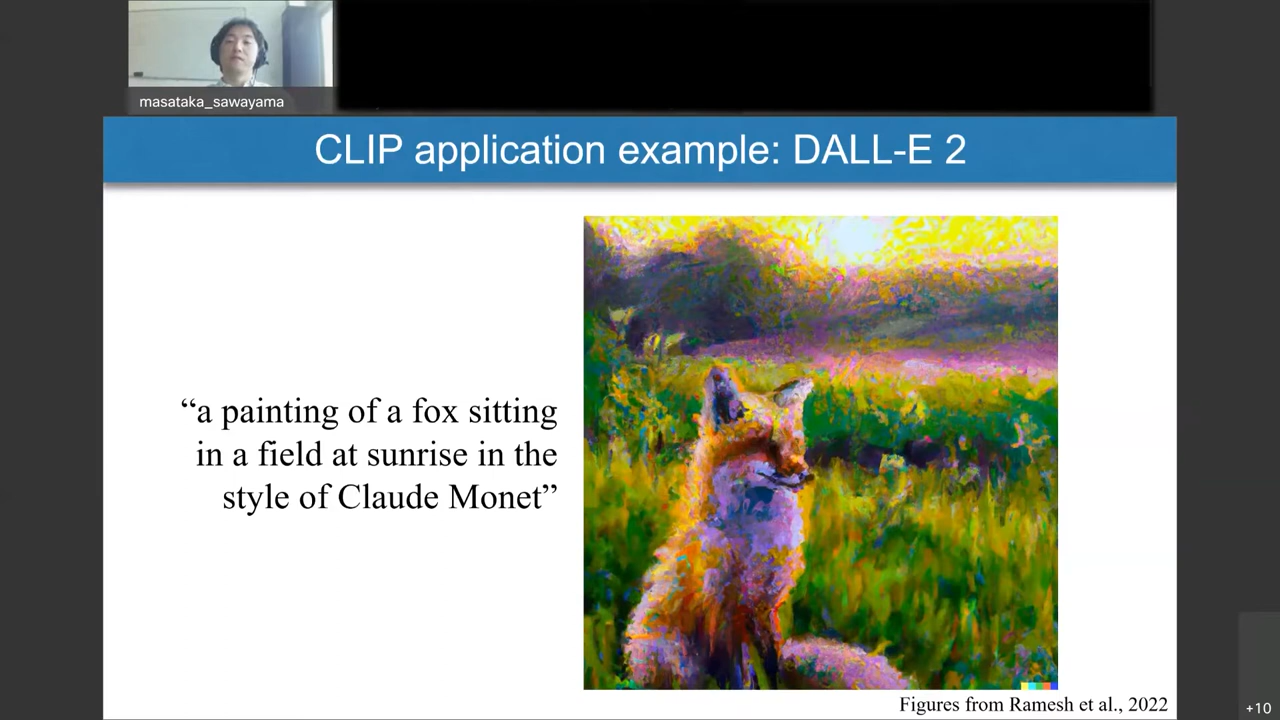 masataka_sawayama
CLIP application example: DALL-E 2
“a painting of a fox sitting
in a field at sunrise in the
style of Claude Monet”
Figures from Ramesh et al., 2022
+10